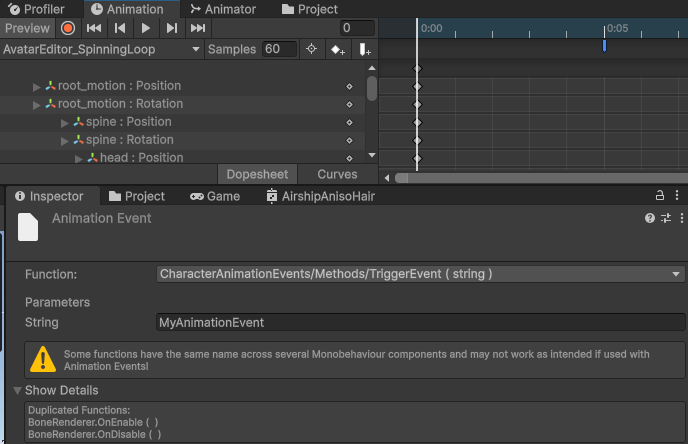 Profiler Animation Animator Project
Preview 0 0:00 0:05
AvatarEditor_SpinningLoop Samples 60
root_motion : Position
root_motion : Rotation
spine : Position
spine : Rotation
head : Position
Dopesheet Curves
Inspector Project Game AirshipAnisoHair
Animation Event
Function: CharacterAnimationEvents/Methods/TriggerEvent ( string )
Parameters
String MyAnimationEvent
Some functions have the same name across several Monobehaviour components and may not work as intended if used with
Animation Events!
Show Details
Duplicated Functions:
BoneRenderer.OnEnable ( )
BoneRenderer.OnDisable ( )